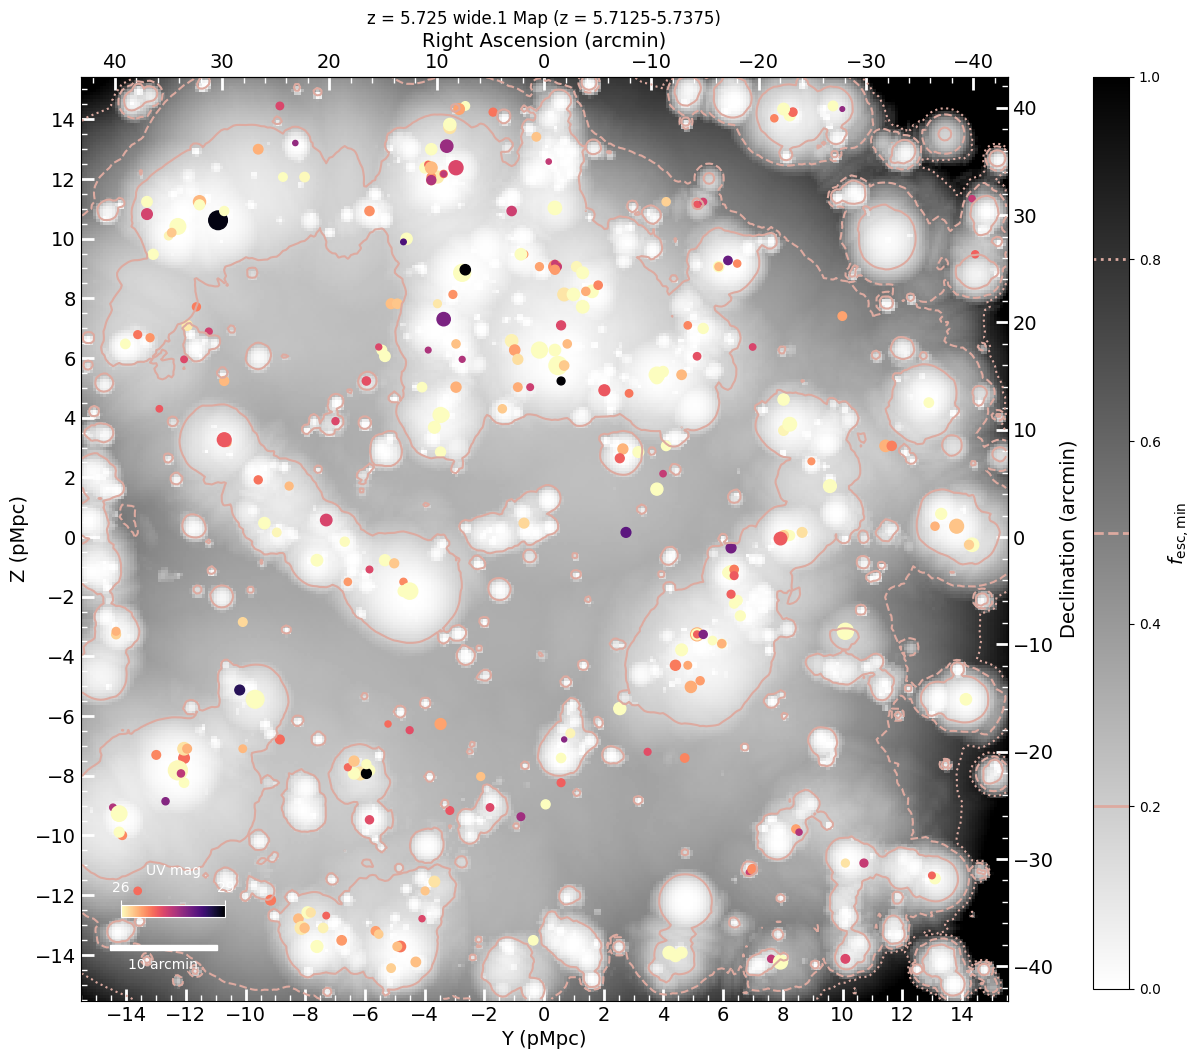 z = 5.725 wide.1 Map (z = 5.7125-5.7375)
Right Ascension (arcmin)
40 30 20 10 0 −10 −20 −30 −40
14 12 10 8 6 4 2 0 −2 −4 −6 −8 −10 −12 −14
Z (pMpc)
40 30 20 10 0 −10 −20 −30 −40
Declination (arcmin)
1.0 0.8 0.6 0.4 0.2 0.0
fesc,min
UV mag
26 23
10 arcmin
−14 −12 −10 −8 −6 −4 −2 0 2 4 6 8 10 12 14
Y (pMpc)